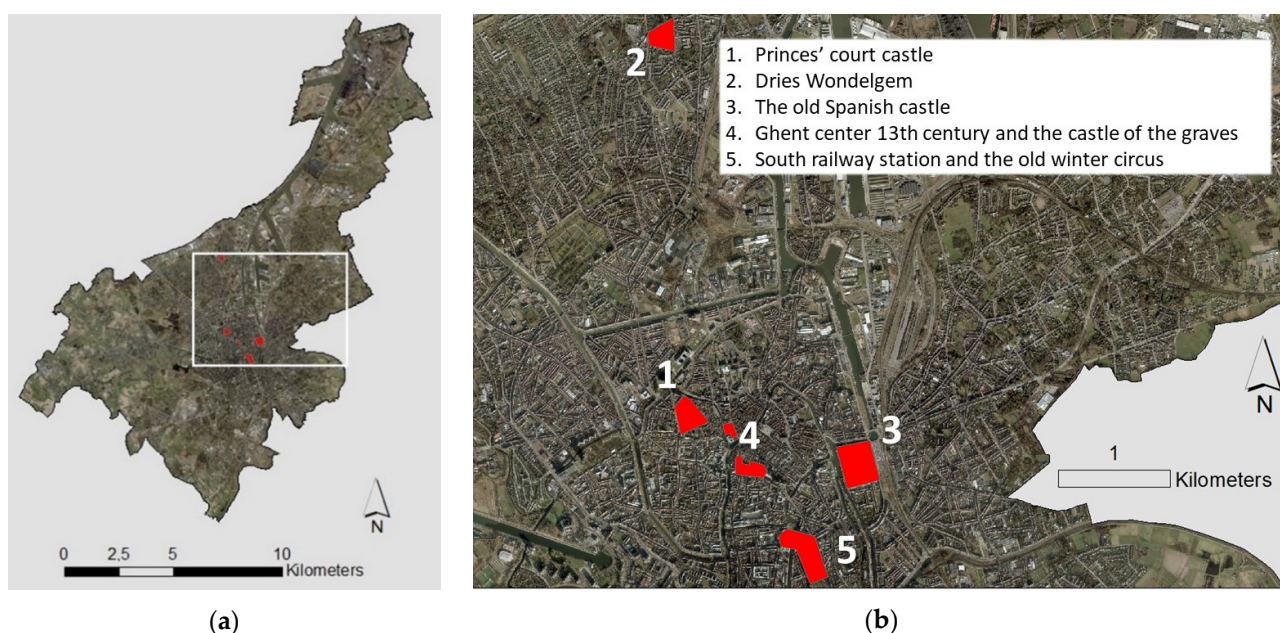 2
1. Princes’ court castle
2. Dries Wondelgem
3. The old Spanish castle
4. Ghent center 13th century and the castle of the graves
5. South railway station and the old winter circus
1
4
3
5
N
0 2,5 5 10
Kilometers
N
1
Kilometers
(a)
(b)